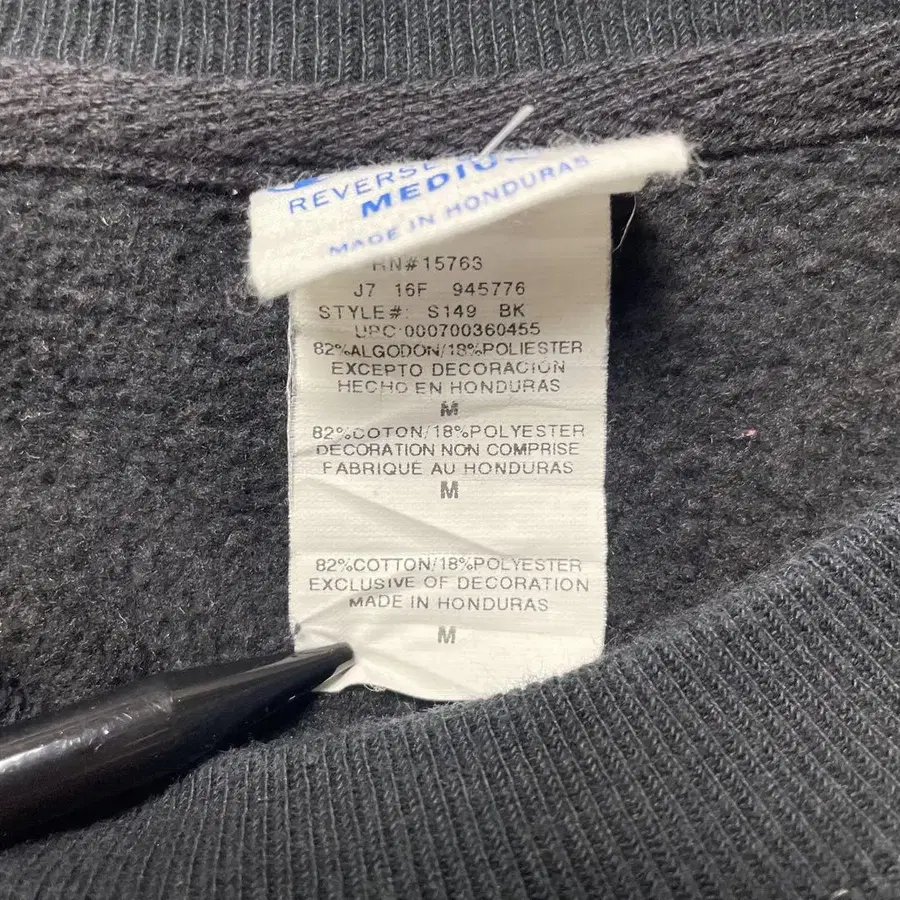 REVERSE
MEDIUM
MADE IN HONDURAS
RN#15763
J7 16F 945776
STYLE#: S149 BK
UPC:000700360455
82%ALGODON/18%POLIESTER
EXCEPTO DECORACION
HECHO EN HONDURAS
M
82%COTON/18%POLYESTER
DECORATION NON COMPRISE
FABRIQUE AU HONDURAS
M
82%COTTON/18%POLYESTER
EXCLUSIVE OF DECORATION
MADE IN HONDURAS
M